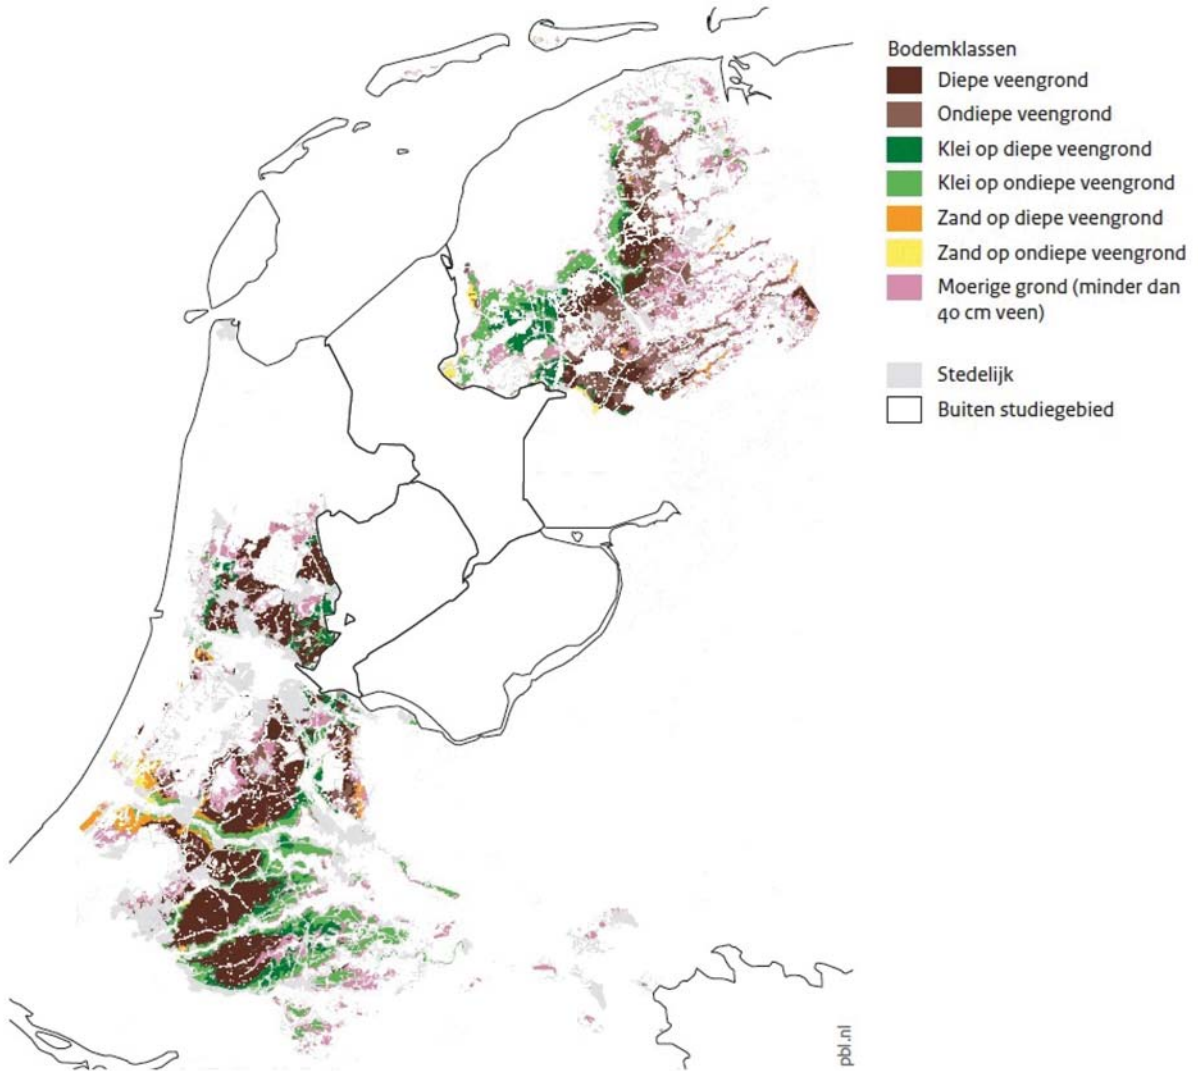 Bodemklassen
Diepe veengrond
Ondiepe veengrond
Klei op diepe veengrond
Klei op ondiepe veengrond
Zand op diepe veengrond
Zand op ondiepe veengrond
Moerige grond (minder dan
40 cm veen)
Stedelijk
Buiten studiegebied
pbl.nl